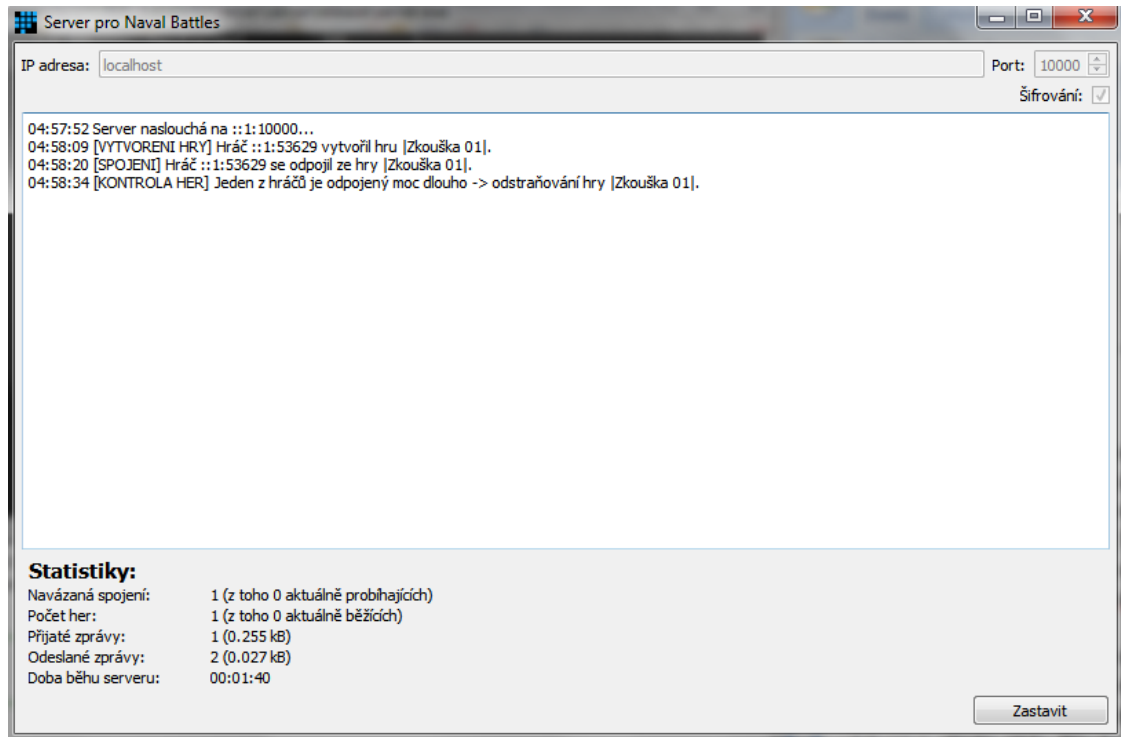 Server pro Naval Battles
IP adresa: localhost Port: 10000
Šifrování:
04:57:52 Server naslouchá na ::1:10000...
04:58:09 [VYTVORENI HRY] Hráč ::1:53629 vytvořil hru |Zkouška 01|.
04:58:20 [SPOJENI] Hráč ::1:53629 se odpojil ze hry |Zkouška 01|.
04:58:34 [KONTROLA HER] Jeden z hráčů je odpojený moc dlouho -> odstraňování hry |Zkouška 01|.
Statistiky:
Navázaná spojení: 1 (z toho 0 aktuálně probíhajících)
Počet her: 1 (z toho 0 aktuálně běžících)
Přijaté zprávy: 1 (0.255 kB)
Odeslané zprávy: 2 (0.027 kB)
Doba běhu serveru: 00:01:40
Zastavit